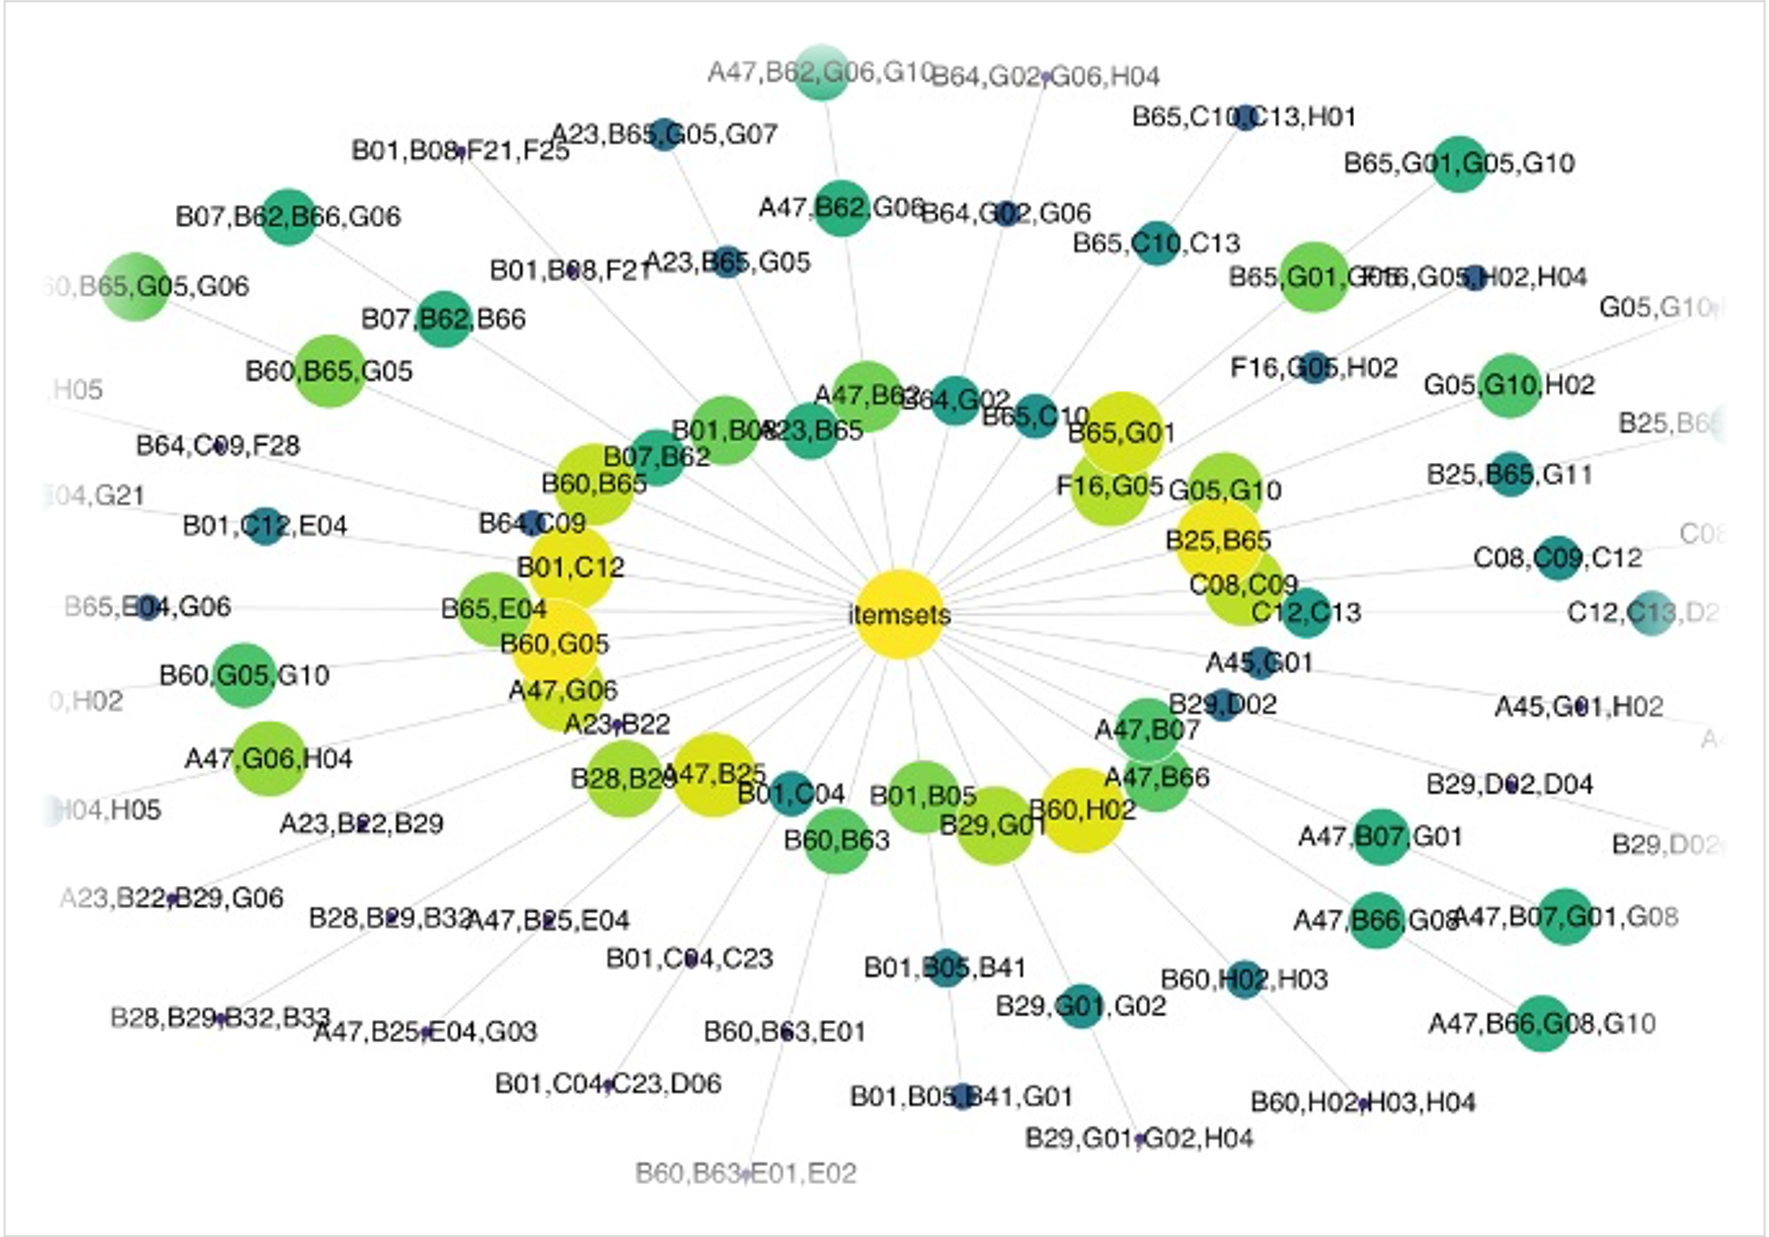 A47,B62,G06,G10
B64,G02,G06,H04
B65,C10,C13,H01
A23,B65,G05,G07
B01,B08,F21,F25
B65,G01,G05,G10
A47,B62,G06
B64,G02,G06
B07,B62,B66,G06
B65,C10,C13
A23,B65,G05
B01,B08,F21
B65,G01,G05
F16,G05,H02,H04
60,B65,G05,G06
G05,G10
B07,B62,B66
F16,G05,H02
B60,B65,G05
G05,G10,H02
,H05
A47,B62
B64,G02
B65,C10
B25,B65
B01,B08
A23,B65
B65,G01
B64,C09,F28
B07,B62
B25,B65,G11
B60,B65
F16,G05
G05,G10
04,G21
B01,C12,E04
B64,C09
B25,B65
C08
C08,C09,C12
B01,C12
C08,C09
B65,E04,G06
B65,E04
itemsets
C12,C13
C12,C13,D2
B60,G05
A45,G01
B60,G05,G10
A47,G06
0,H02
B29,D02
A45,G01,H02
A23,B22
A47,B07
A47,G06,H04
B28,B29
A47,B25
A47,B66
B29,D02,D04
B01,C04
B01,B05
H04,H05
B60,H02
A23,B22,B29
B29,G01
B60,B63
A47,B07,G01
B29,D02
A23,B22,B29,G06
B28,B29,B32
A47,B25,E04
A47,B66,G08
A47,B07,G01,G08
B01,C04,C23
B01,B05,B41
B60,H02,H03
B29,G01,G02
B28,B29,B32,B33
A47,B25,E04,G03
B60,B63,E01
A47,B66,G08,G10
B01,C04,C23,D06
B01,B05,B41,G01
B60,H02,H03,H04
B29,G01,G02,H04
B60,B63,E01,E02